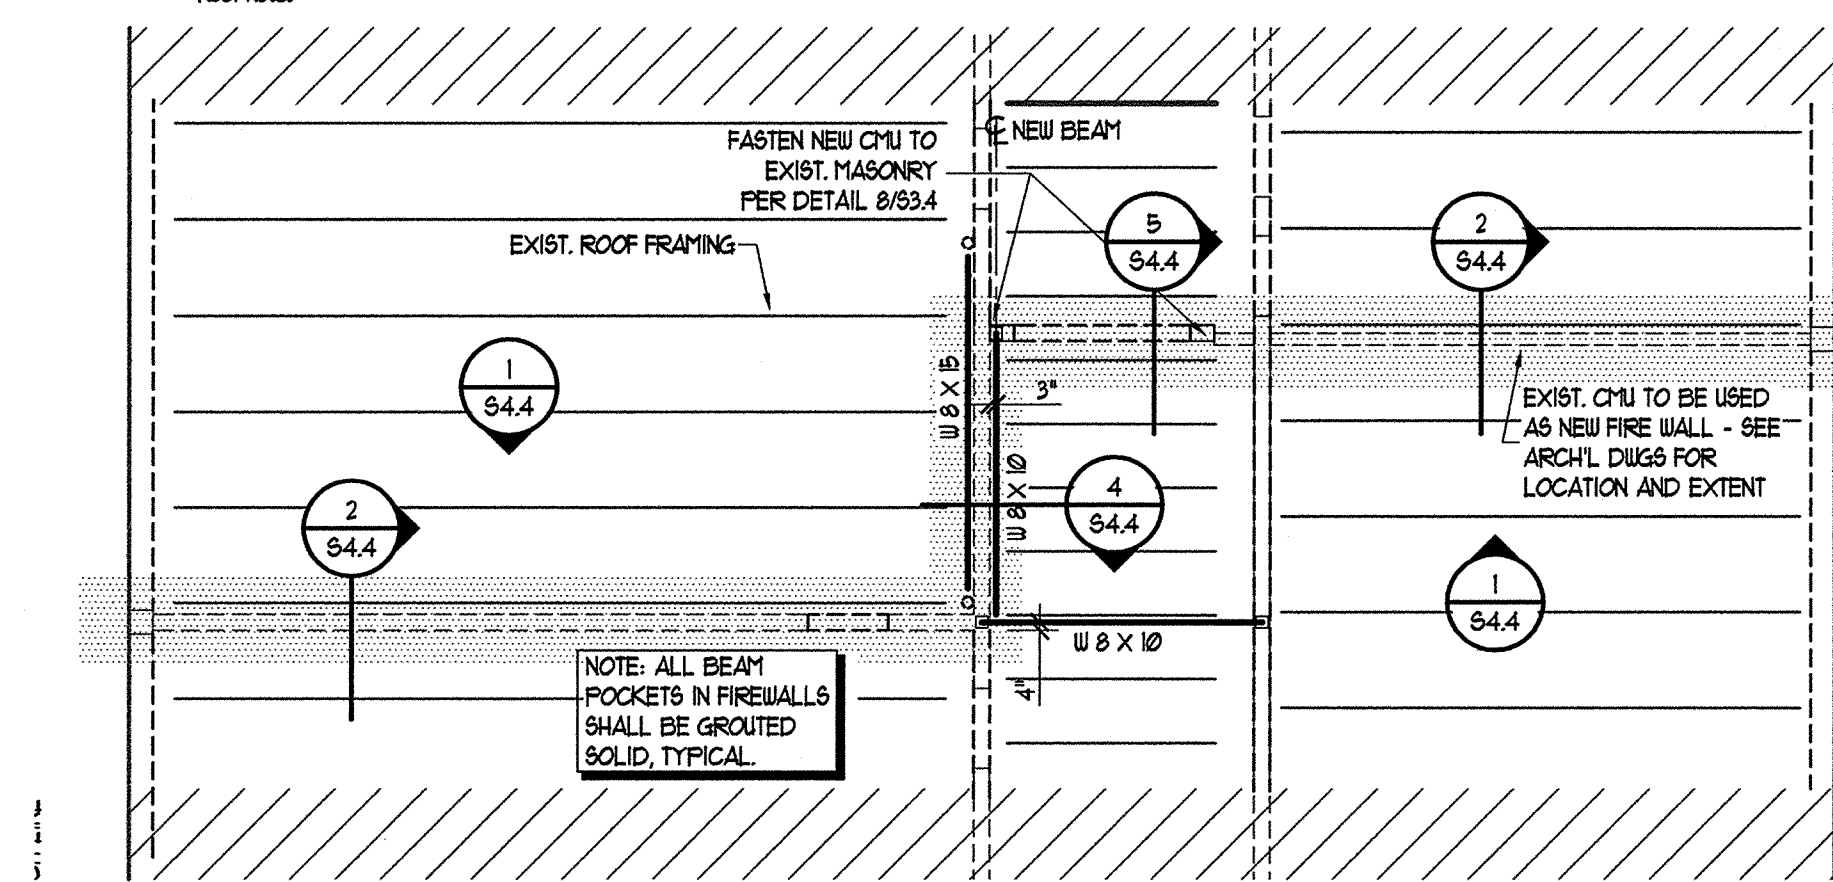 FASTEN NEW CMU TO
EXIST. MASONRY
PER DETAIL 8/S3.4
℄ NEW BEAM
EXIST. ROOF FRAMING
5
S4.4
2
S4.4
1
S4.4
W 8 X 15
3"
EXIST. CMU TO BE USED
AS NEW FIRE WALL - SEE
ARCH'L DWGS FOR
LOCATION AND EXTENT
W 8 X 10
4
S4.4
2
S4.4
1
S4.4
W 8 X 10
4"
NOTE: ALL BEAM
POCKETS IN FIREWALLS
SHALL BE GROUTED
SOLID, TYPICAL.